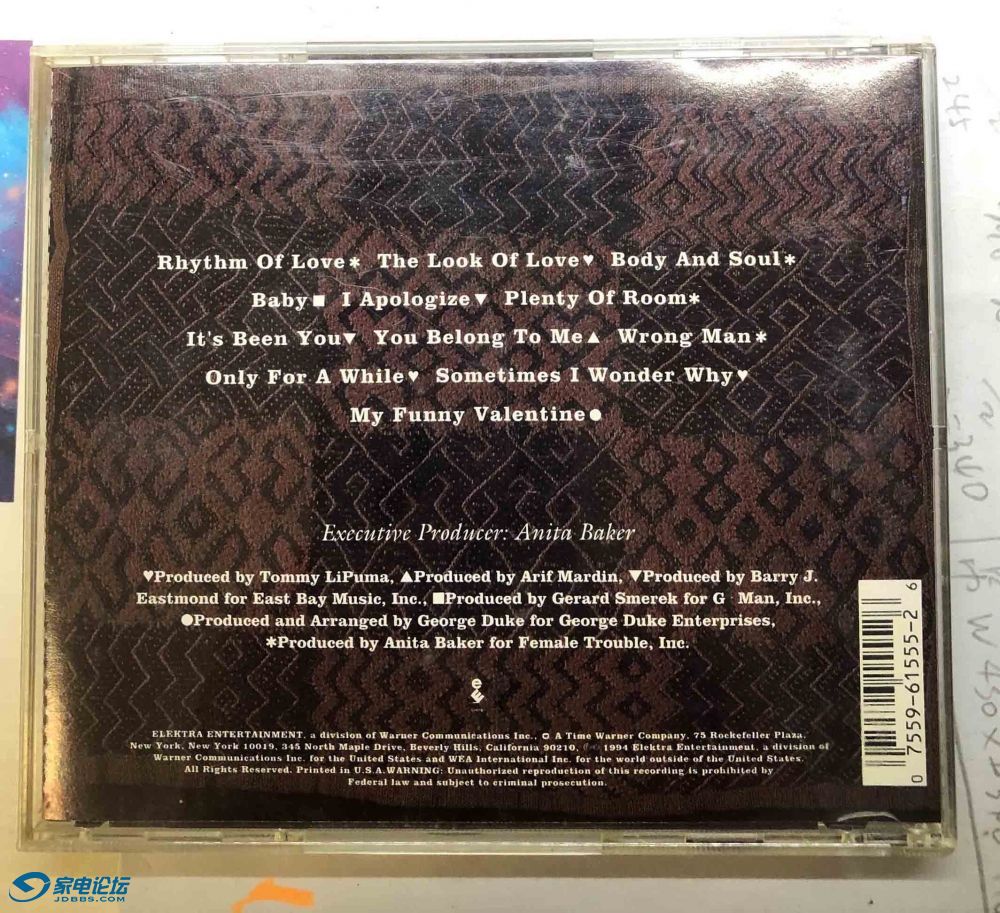 Rhythm Of Love* The Look Of Love♥ Body And Soul*
Baby■ I Apologize▼ Plenty Of Room*
It's Been You▼ You Belong To Me▲ Wrong Man*
Only For A While♥ Sometimes I Wonder Why♥
My Funny Valentine●
Executive Producer: Anita Baker
♥Produced by Tommy LiPuma, ▲Produced by Arif Mardin, ▼Produced by Barry J.
Eastmond for East Bay Music, Inc., ■Produced by Gerard Smerek for G Man, Inc.,
●Produced and Arranged by George Duke for George Duke Enterprises,
*Produced by Anita Baker for Female Trouble, Inc.
ELEKTRA ENTERTAINMENT, a division of Warner Communications Inc., A Time Warner Company, 75 Rockefeller Plaza,
New York, New York 10019, 345 North Maple Drive, Beverly Hills, California 90210, 1994 Elektra Entertainment, a division of
Warner Communications Inc. for the United States and WEA International Inc. for the world outside of the United States.
All Rights Reserved. Printed in U.S.A.WARNING: Unauthorized reproduction of this recording is prohibited by
Federal law and subject to criminal prosecution.
0 7559-61555-2 6
家电论坛
JDBBS.COM